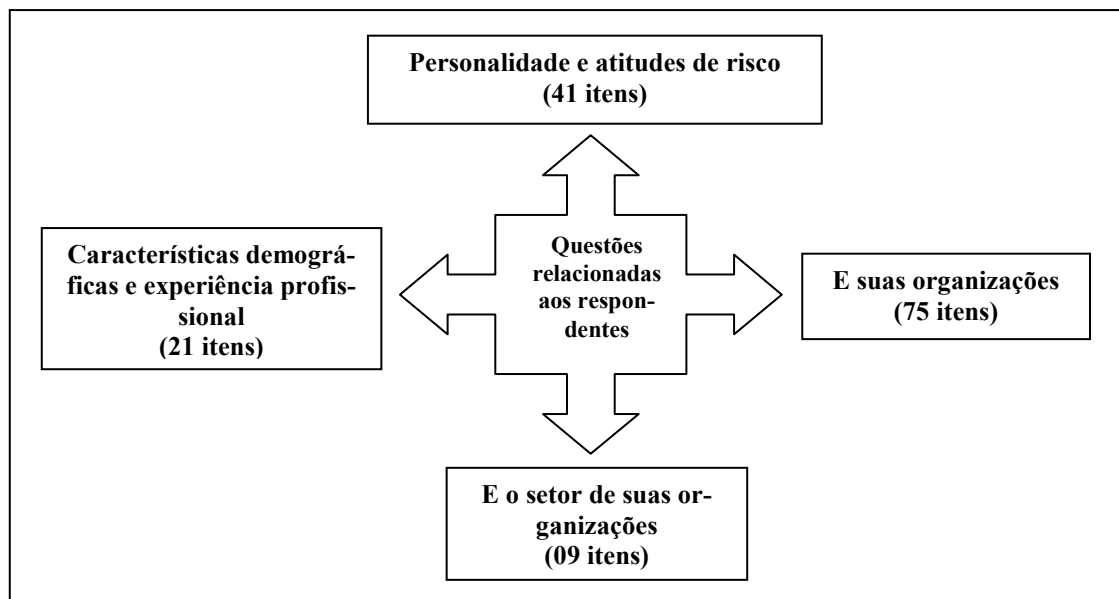 Personalidade e atitudes de risco
(41 itens)
Características demográ-
ficas e experiência profis-
sional
(21 itens)
Questões
relacionadas
aos respon-
dentes
E suas organizações
(75 itens)
E o setor de suas or-
ganizações
(09 itens)